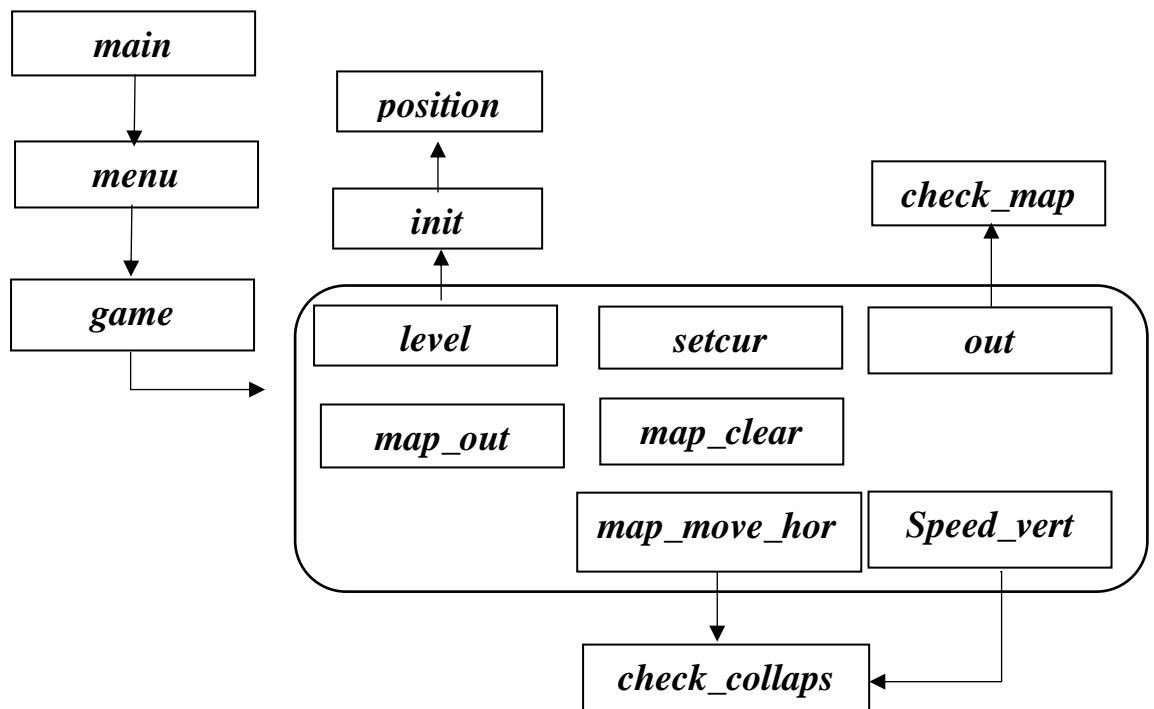 main
position
menu
check_map
init
game
level
setcur
out
map_out
map_clear
map_move_hor
Speed_vert
check_collaps